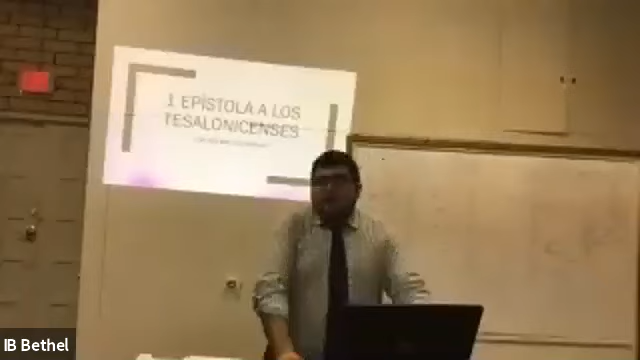 1 EPÍSTOLA A LOS
TESALONICENSES
IB Bethel